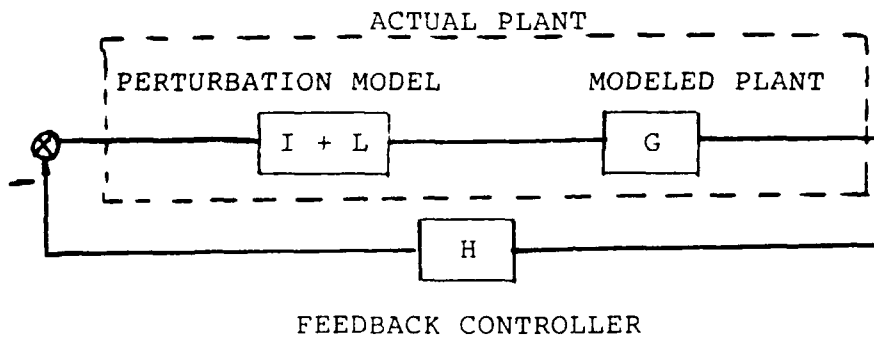 ACTUAL PLANT
PERTURBATION MODEL MODELED PLANT
I + L G
-
H
FEEDBACK CONTROLLER